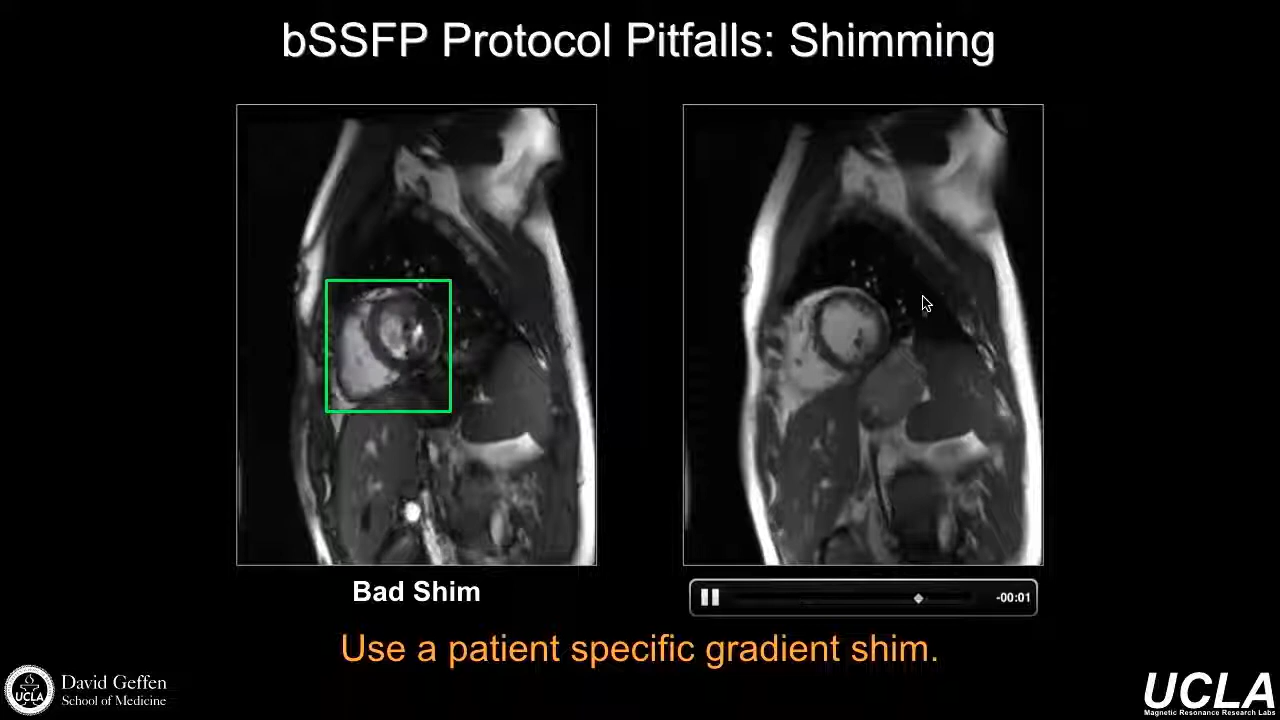 bSSFP Protocol Pitfalls: Shimming
Bad Shim
-00:01
Use a patient specific gradient shim.
UCLA
David Geffen
School of Medicine
UCLA
Magnetic Resonance Research Labs